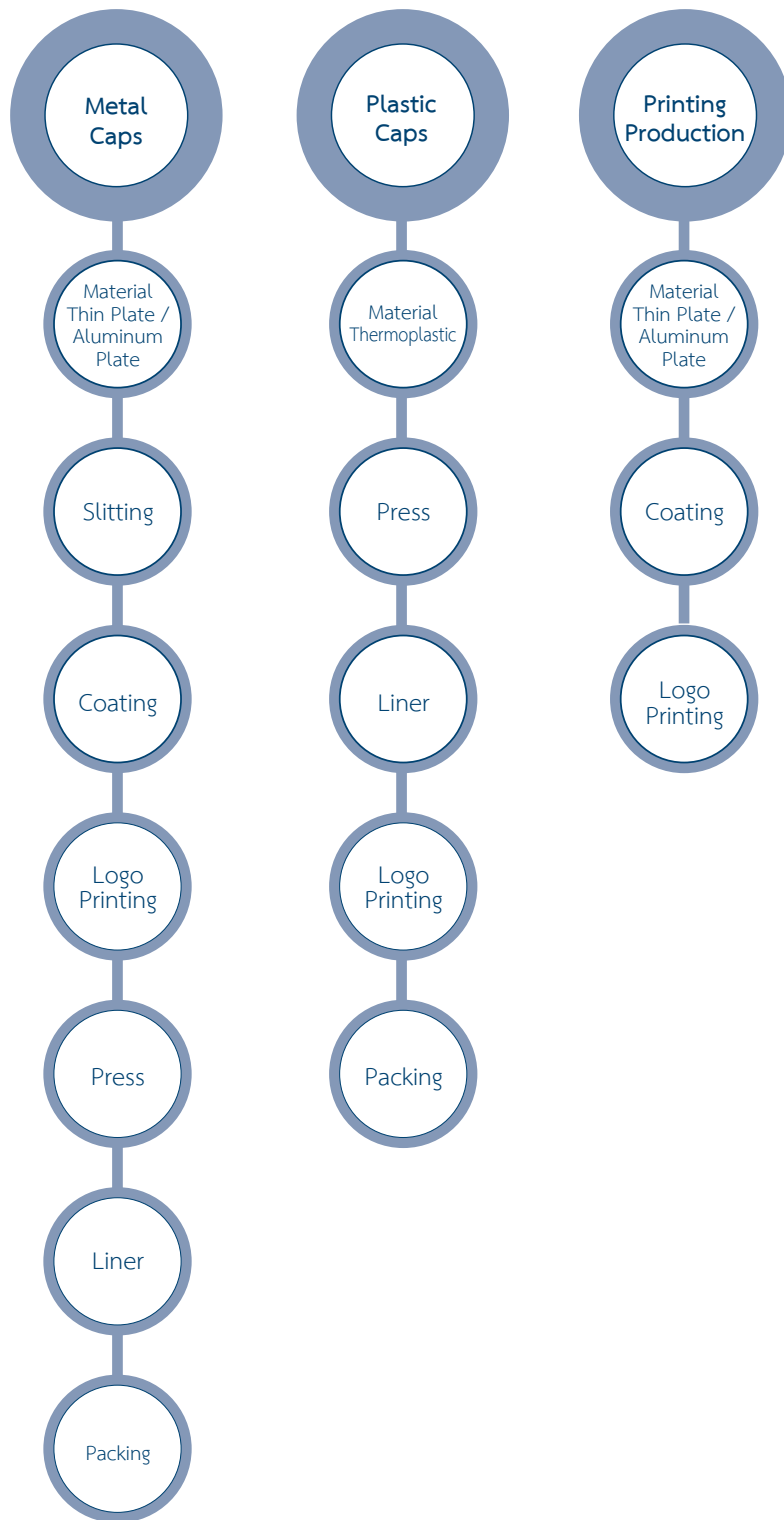 Metal
Caps
Material
Thin Plate /
Aluminum
Plate
Slitting
Coating
Logo
Printing
Press
Liner
Packing
Plastic
Caps
Material
Thermoplastic
Press
Liner
Logo
Printing
Packing
Printing
Production
Material
Thin Plate /
Aluminum
Plate
Coating
Logo
Printing